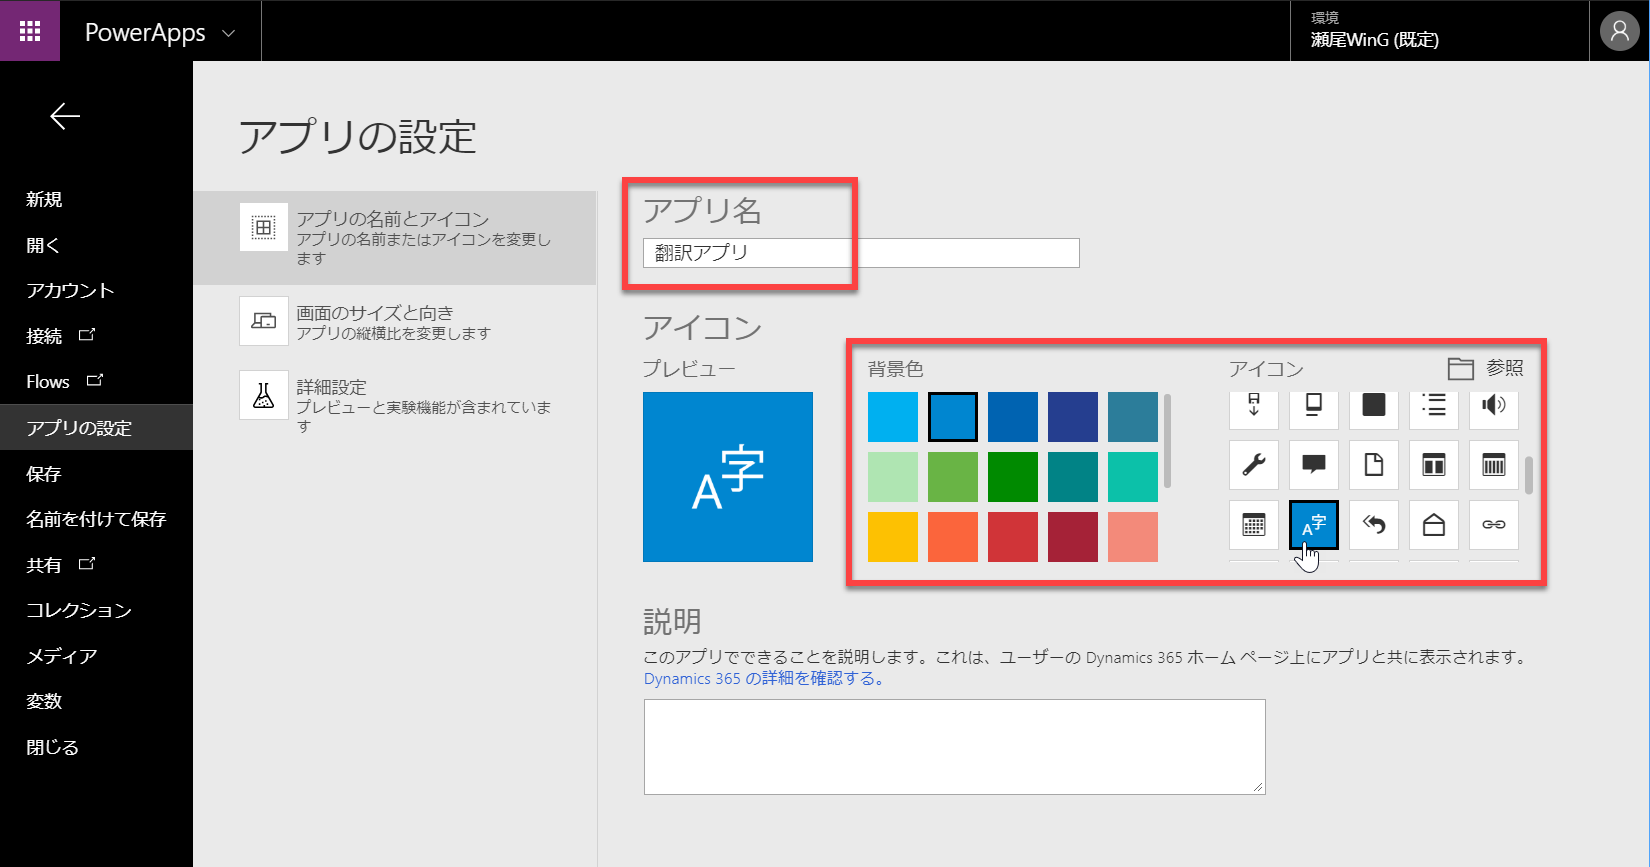 PowerApps
環境
瀬尾WinG (既定)
新規
開く
アカウント
接続
Flows
アプリの設定
保存
名前を付けて保存
共有
コレクション
メディア
変数
閉じる
アプリの設定
アプリの名前とアイコン
アプリの名前またはアイコンを変更し
ます
画面のサイズと向き
アプリの縦横比を変更します
詳細設定
プレビューと実験機能が含まれていま
す
アプリ名
翻訳アプリ
アイコン
プレビュー
A字
背景色
アイコン
参照
A字
説明
このアプリでできることを説明します。これは、ユーザーの Dynamics 365 ホーム ページ上にアプリと共に表示されます。
Dynamics 365 の詳細を確認する。